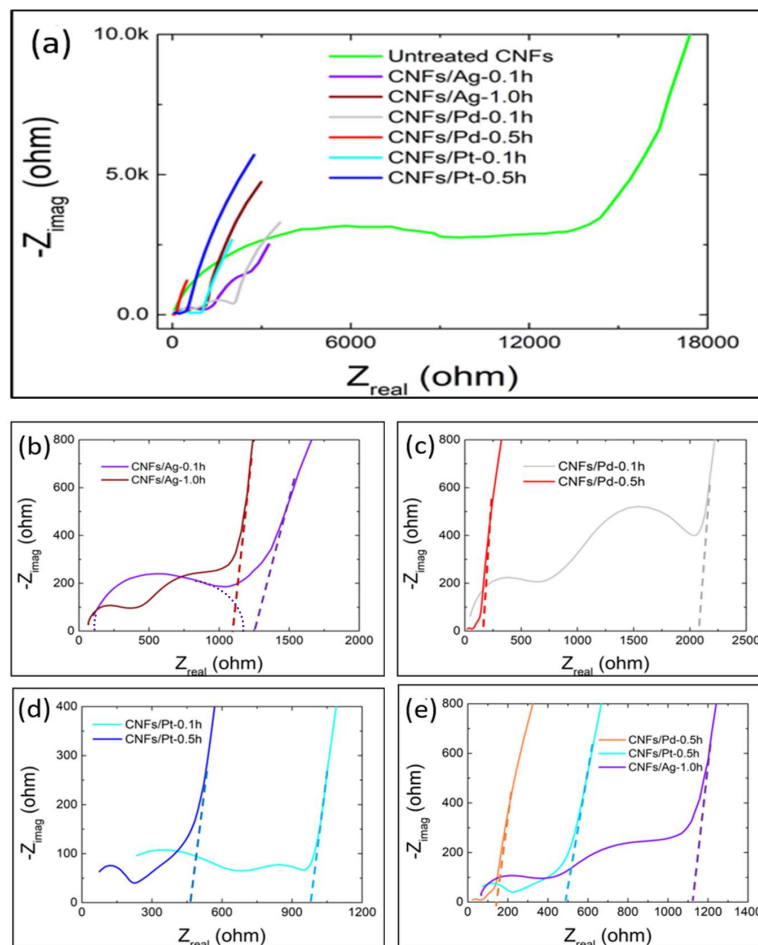 (a)
10.0k
5.0k
0.0
-Zimag (ohm)
Untreated CNFs
CNFs/Ag-0.1h
CNFs/Ag-1.0h
CNFs/Pd-0.1h
CNFs/Pd-0.5h
CNFs/Pt-0.1h
CNFs/Pt-0.5h
0 6000 12000 18000
Zreal (ohm)
(b)
800
600
400
200
0
-Zimag (ohm)
CNFs/Ag-0.1h
CNFs/Ag-1.0h
0 500 1000 1500 2000
Zreal (ohm)
(c)
800
600
400
200
0
-Zimag (ohm)
CNFs/Pd-0.1h
CNFs/Pd-0.5h
0 500 1000 1500 2000 2500
Zreal (ohm)
(d)
400
300
200
100
0
-Zimag (ohm)
CNFs/Pt-0.1h
CNFs/Pt-0.5h
0 300 600 900 1200
Zreal (ohm)
(e)
800
600
400
200
0
-Zimag (ohm)
CNFs/Pd-0.5h
CNFs/Pt-0.5h
CNFs/Ag-1.0h
0 200 400 600 800 1000 1200 1400
Zreal (ohm)